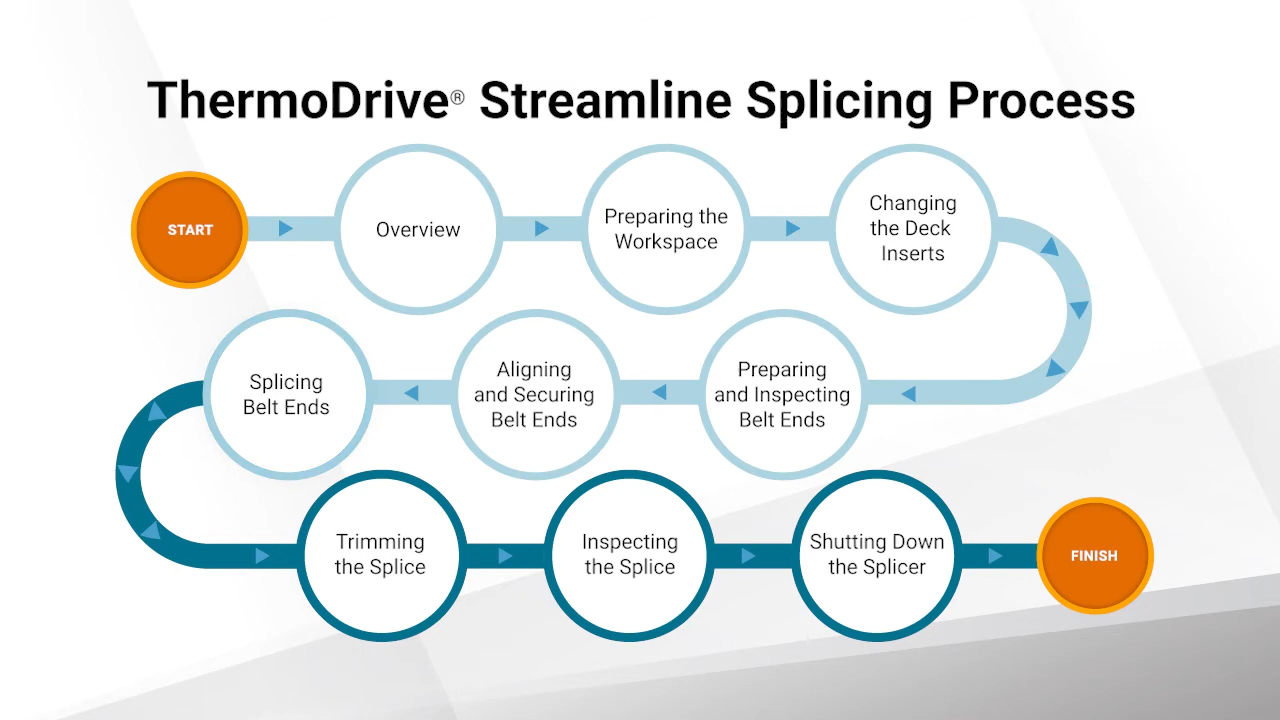 ThermoDrive® Streamline Splicing Process
START
Overview
Preparing the
Workspace
Changing
the Deck
Inserts
Preparing
and Inspecting
Belt Ends
Aligning
and Securing
Belt Ends
Splicing
Belt Ends
Trimming
the Splice
Inspecting
the Splice
Shutting Down
the Splicer
FINISH